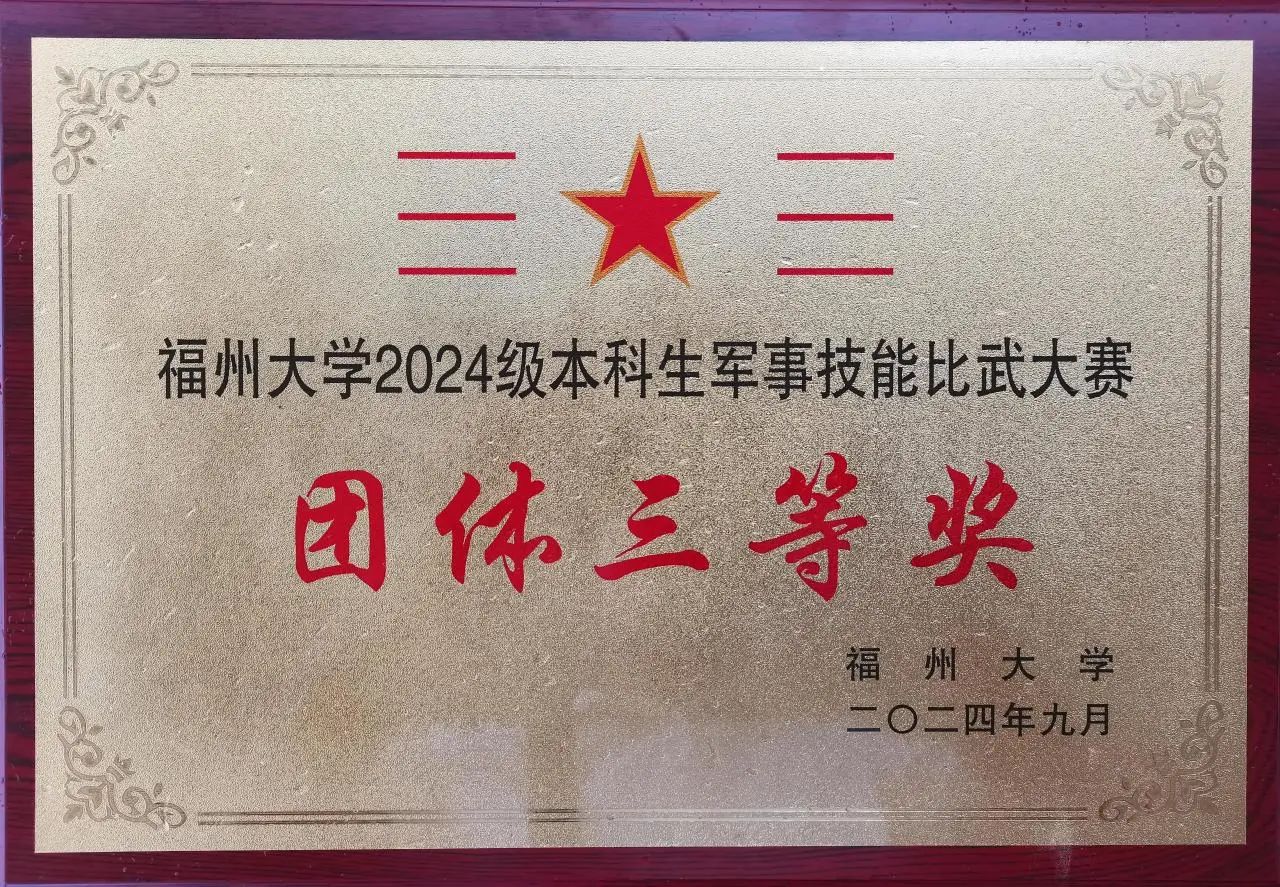 福州大学2024级本科生军事技能比武大赛
团体三等奖
福州大学
二〇二四年九月